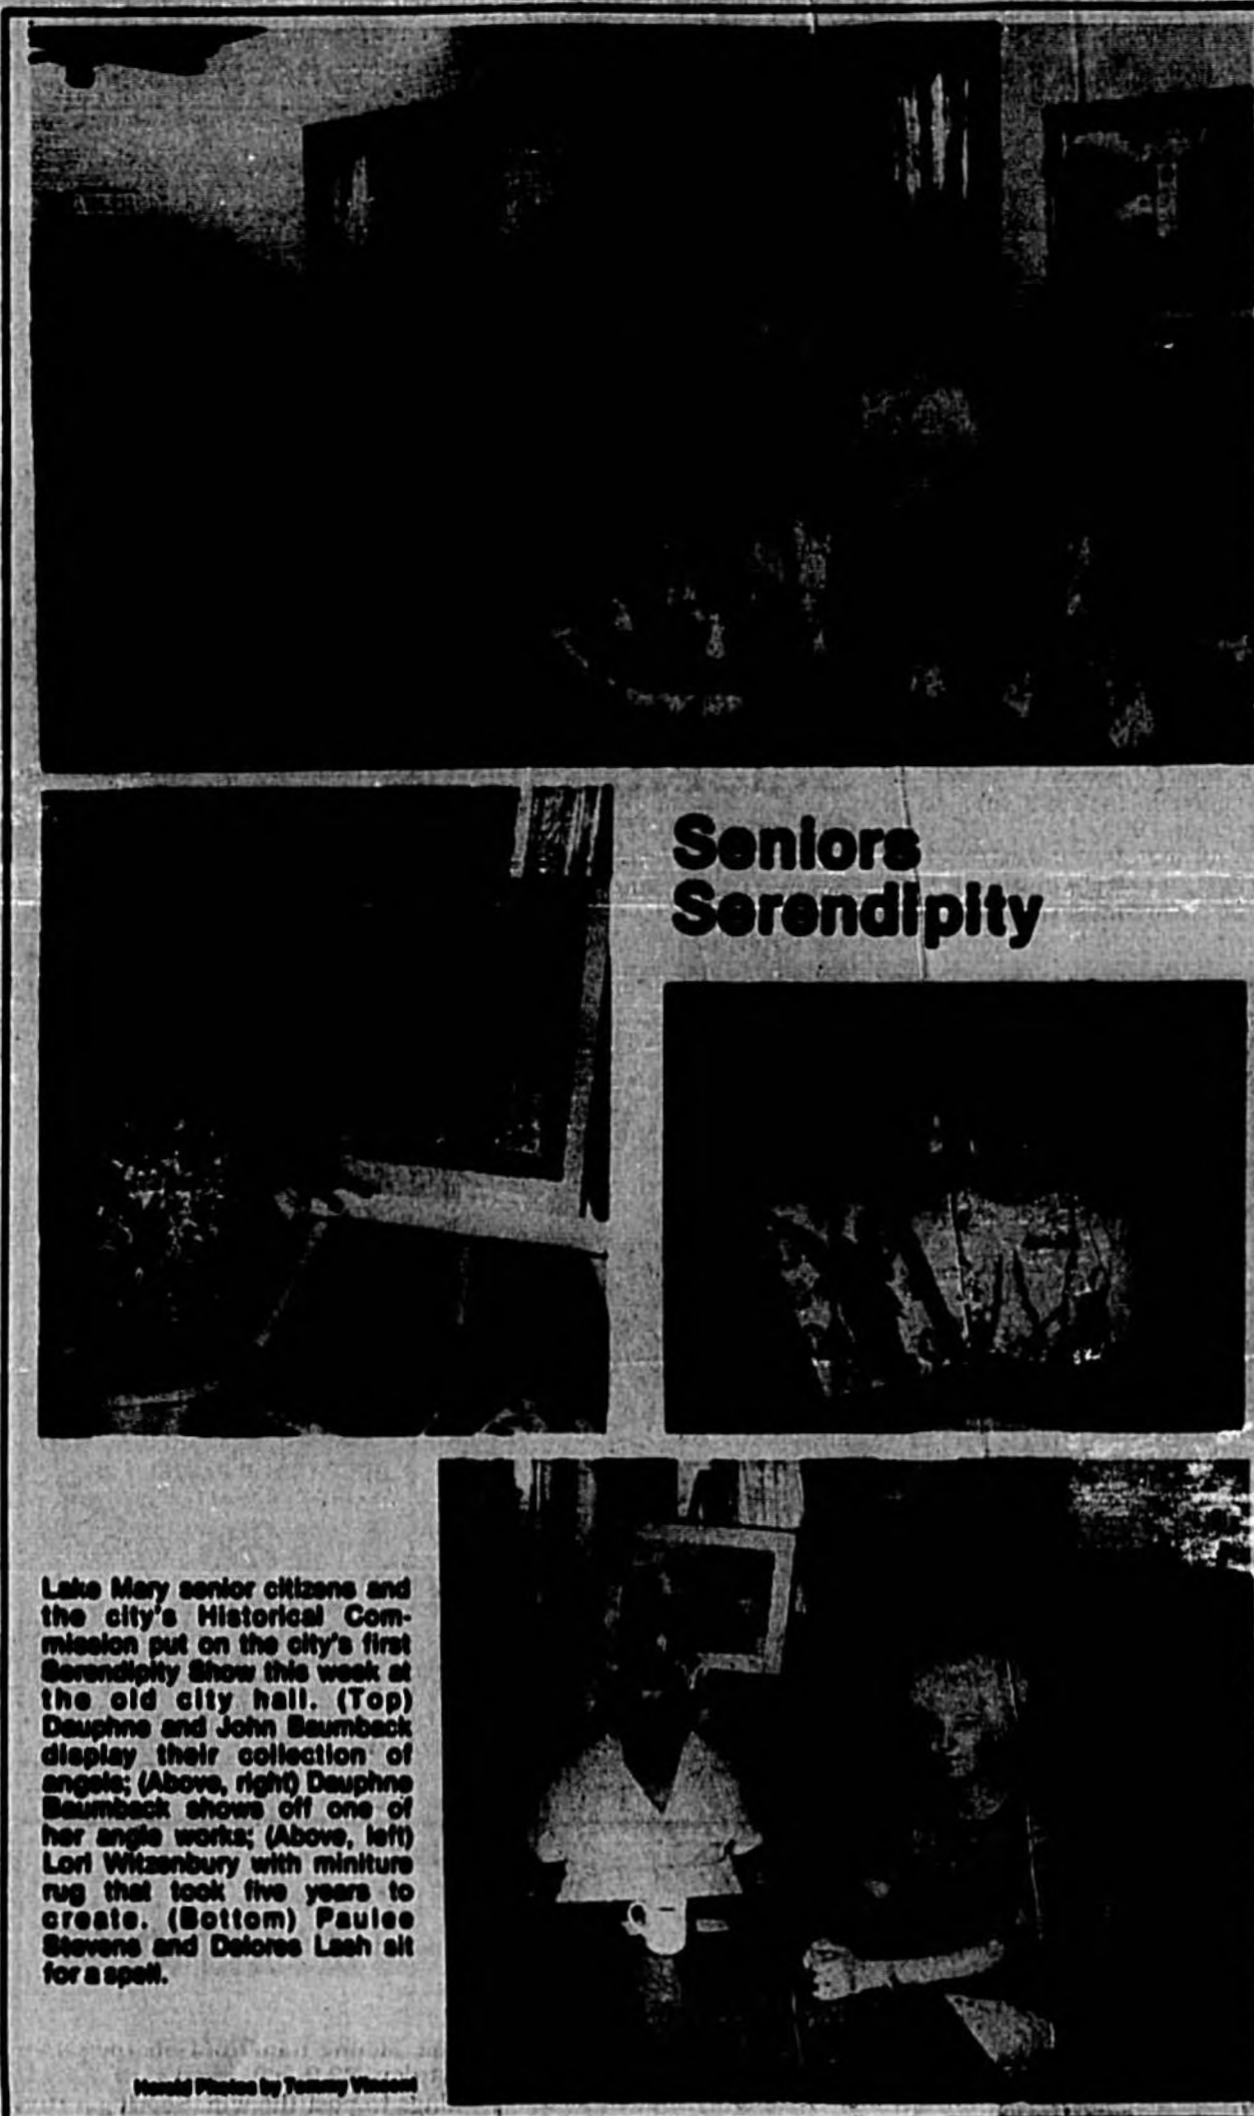 Seniors
Serendipity
Lake Mary senior citizens and
the city's Historical Com-
mission put on the city's first
Serendipity Show this week at
the old city hall. (Top)
Dauphne and John Baumback
display their collection of
angels; (Above, right) Dauphne
Baumback shows off one of
her angle works; (Above, left)
Lori Witzenbury with miniture
rug that took five years to
create. (Bottom) Paulee
Stevens and Delores Lash sit
for a spell.
Herald Photos by Tommy Vincent